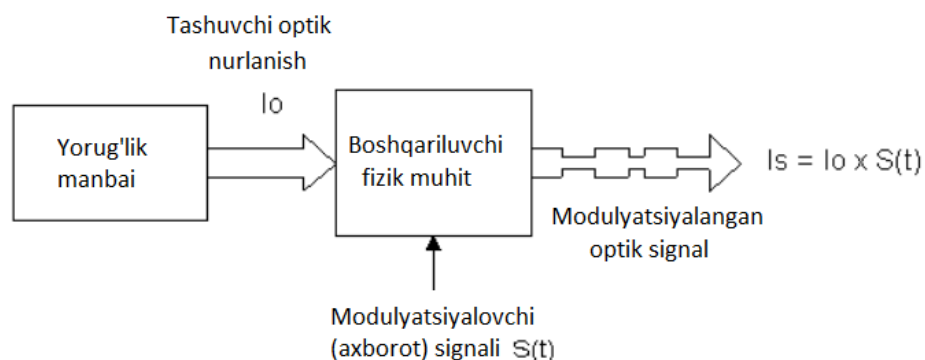 Tashuvchi optik
nurlanish
Io
Yorug'lik
manbai
Boshqariluvchi
fizik muhit
Is = Io x S(t)
Modulyatsiyalangan
optik signal
Modulyatsiyalovchi
(axborot) signali S(t)